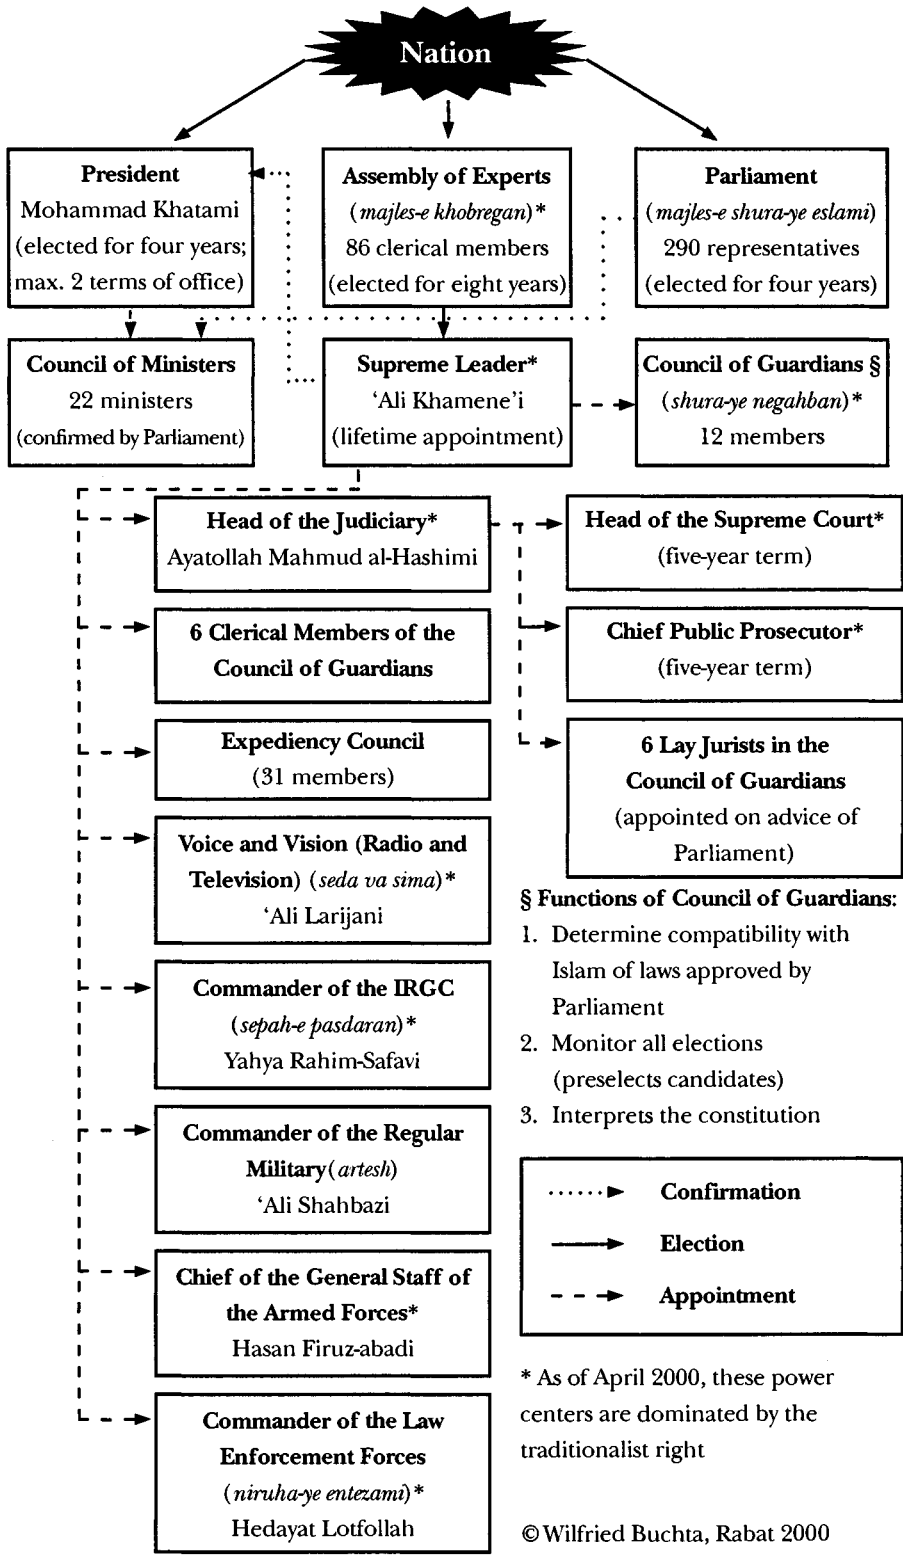 Nation
President
Mohammad Khatami
(elected for four years;
max. 2 terms of office)
Assembly of Experts
(majles-e khobregan)*
86 clerical members
(elected for eight years)
Parliament
(majles-e shura-ye eslami)
290 representatives
(elected for four years)
Council of Ministers
22 ministers
(confirmed by Parliament)
Supreme Leader*
‘Ali Khamene’i
(lifetime appointment)
Council of Guardians §
(shura-ye negahban)*
12 members
Head of the Judiciary*
Ayatollah Mahmud al-Hashimi
6 Clerical Members of the
Council of Guardians
Expediency Council
(31 members)
Voice and Vision (Radio and
Television) (seda va sima)*
‘Ali Larijani
Commander of the IRGC
(sepah-e pasdaran)*
Yahya Rahim-Safavi
Commander of the Regular
Military (artesh)
‘Ali Shahbazi
Chief of the General Staff of
the Armed Forces*
Hasan Firuz-abadi
Commander of the Law
Enforcement Forces
(niruha-ye entezami)*
Hedayat Lotfollah
Head of the Supreme Court*
(five-year term)
Chief Public Prosecutor*
(five-year term)
6 Lay Jurists in the
Council of Guardians
(appointed on advice of
Parliament)
§ Functions of Council of Guardians:
1. Determine compatibility with
Islam of laws approved by
Parliament
2. Monitor all elections
(preselects candidates)
3. Interprets the constitution
Confirmation
Election
Appointment
* As of April 2000, these power
centers are dominated by the
traditionalist right
© Wilfried Buchta, Rabat 2000